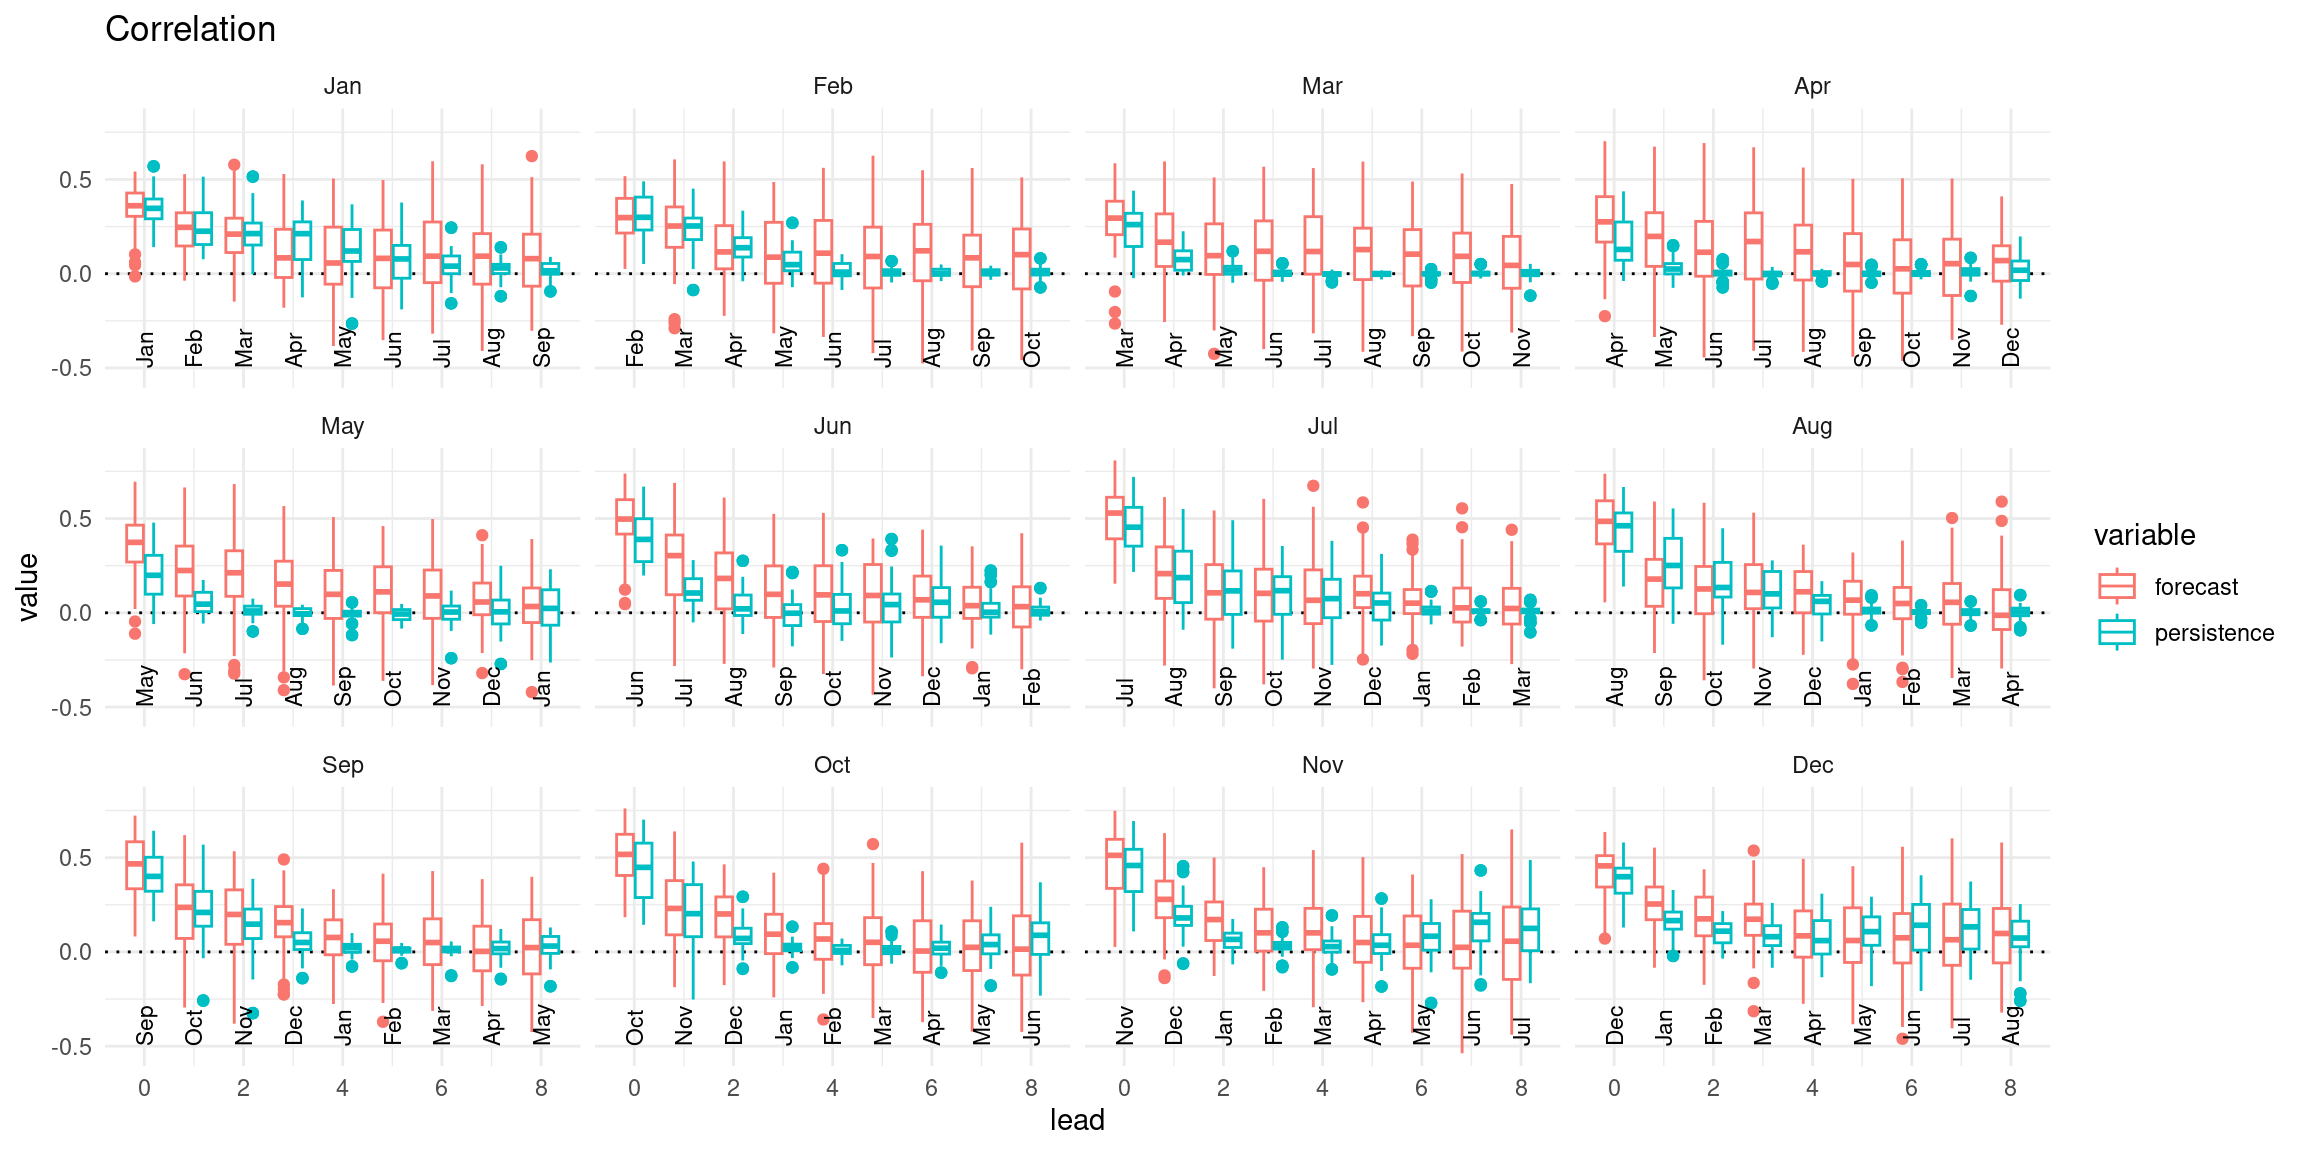 Correlation
Jan Feb Mar Apr
0.5
0.0
-0.5
Jan Feb Mar Apr May Jun Jul Aug Sep
Feb Mar Apr May Jun Jul Aug Sep Oct
Mar Apr May Jun Jul Aug Sep Oct Nov
Apr May Jun Jul Aug Sep Oct Nov Dec
May Jun Jul Aug
0.5
0.0
-0.5
May Jun Jul Aug Sep Oct Nov Dec Jan
Jun Jul Aug Sep Oct Nov Dec Jan Feb
Jul Aug Sep Oct Nov Dec Jan Feb Mar
Aug Sep Oct Nov Dec Jan Feb Mar Apr
Sep Oct Nov Dec
0.5
0.0
-0.5
Sep Oct Nov Dec Jan Feb Mar Apr May
Oct Nov Dec Jan Feb Mar Apr May Jun
Nov Dec Jan Feb Mar Apr May Jun Jul
Dec Jan Feb Mar Apr May Jun Jul Aug
0 2 4 6 8
0 2 4 6 8
0 2 4 6 8
0 2 4 6 8
lead
value
variable
forecast
persistence